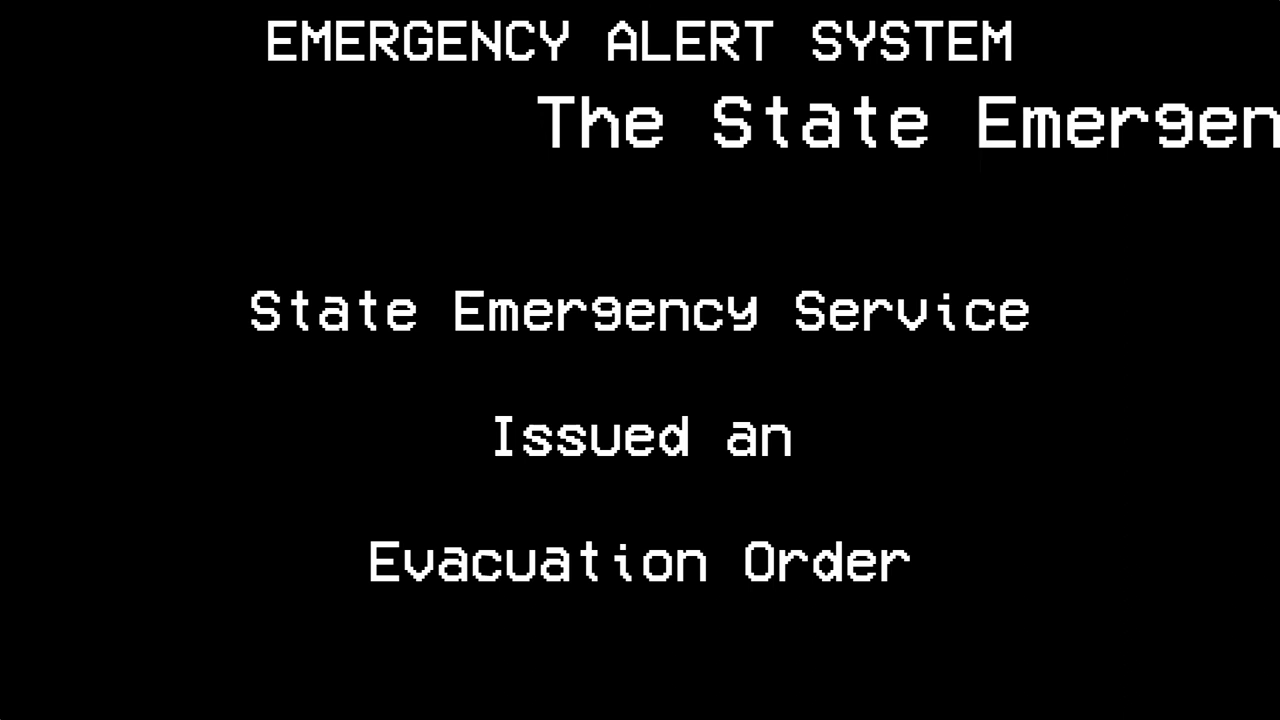 EMERGENCY ALERT SYSTEM
The State Emergen
State Emergency Service
Issued an
Evacuation Order